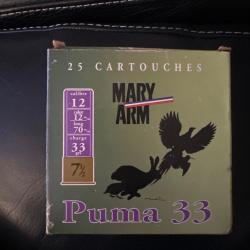 25 CARTOUCHES
MARY
ARM
calibre
12
long
70
charge
33
7½
Puma 33